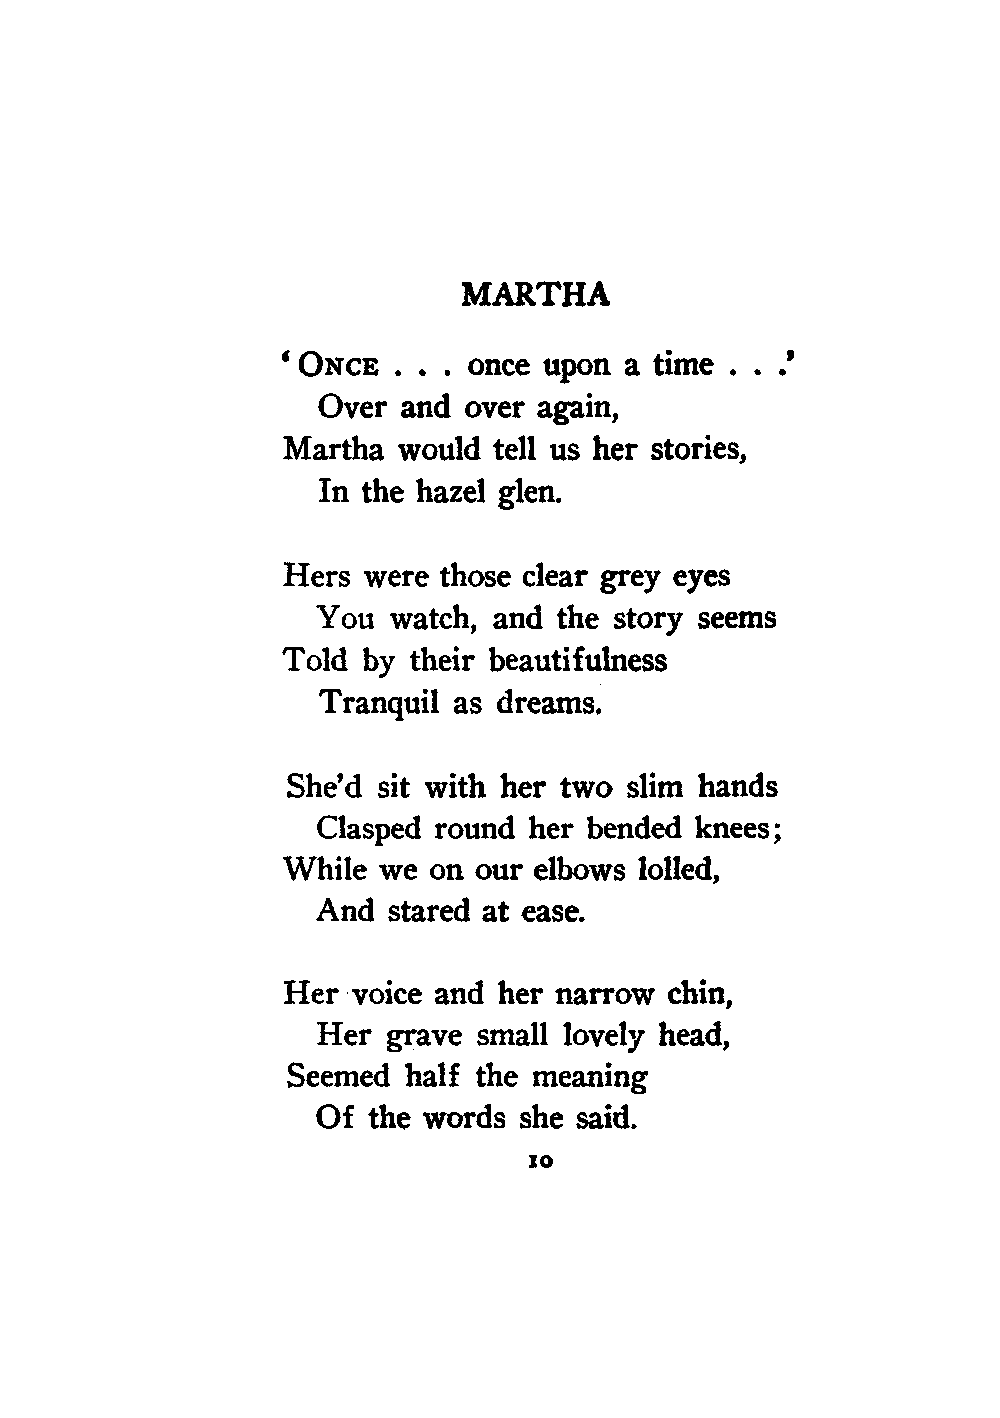 MARTHA
‘ONCE . . . once upon a time . . .’
Over and over again,
Martha would tell us her stories,
In the hazel glen.
Hers were those clear grey eyes
You watch, and the story seems
Told by their beautifulness
Tranquil as dreams.
She’d sit with her two slim hands
Clasped round her bended knees;
While we on our elbows lolled,
And stared at ease.
Her voice and her narrow chin,
Her grave small lovely head,
Seemed half the meaning
Of the words she said.
10